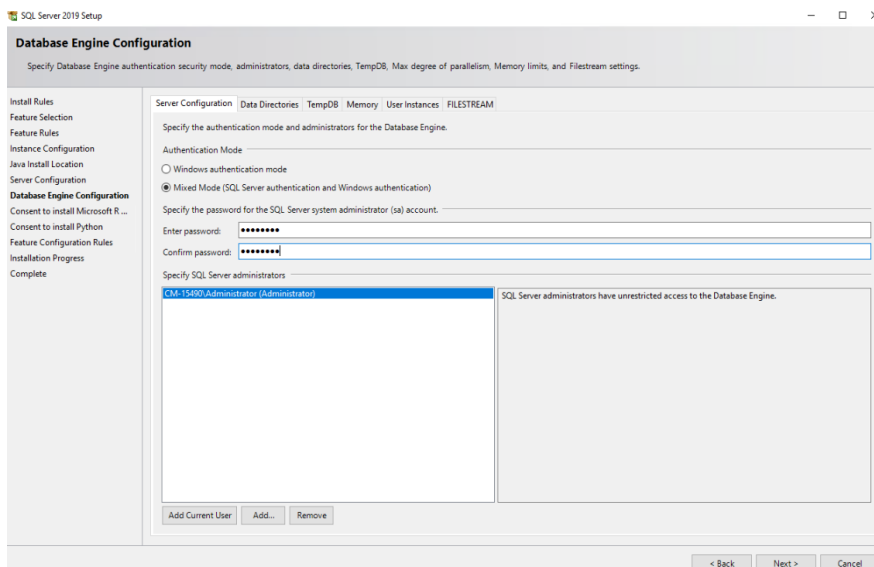 SQL Server 2019 Setup
Database Engine Configuration
Specify Database Engine authentication security mode, administrators, data directories, TempDB, Max degree of parallelism, Memory limits, and Filestream settings.
Install Rules
Feature Selection
Feature Rules
Instance Configuration
Java Install Location
Server Configuration
Database Engine Configuration
Consent to install Microsoft R ...
Consent to install Python
Feature Configuration Rules
Installation Progress
Complete
Server Configuration Data Directories TempDB Memory User Instances FILESTREAM
Specify the authentication mode and administrators for the Database Engine.
Authentication Mode
Windows authentication mode
Mixed Mode (SQL Server authentication and Windows authentication)
Specify the password for the SQL Server system administrator (sa) account.
Enter password: ●●●●●●●●
Confirm password: ●●●●●●●●
Specify SQL Server administrators
CM-15490\Administrator (Administrator)
SQL Server administrators have unrestricted access to the Database Engine.
Add Current User Add... Remove
< Back Next > Cancel